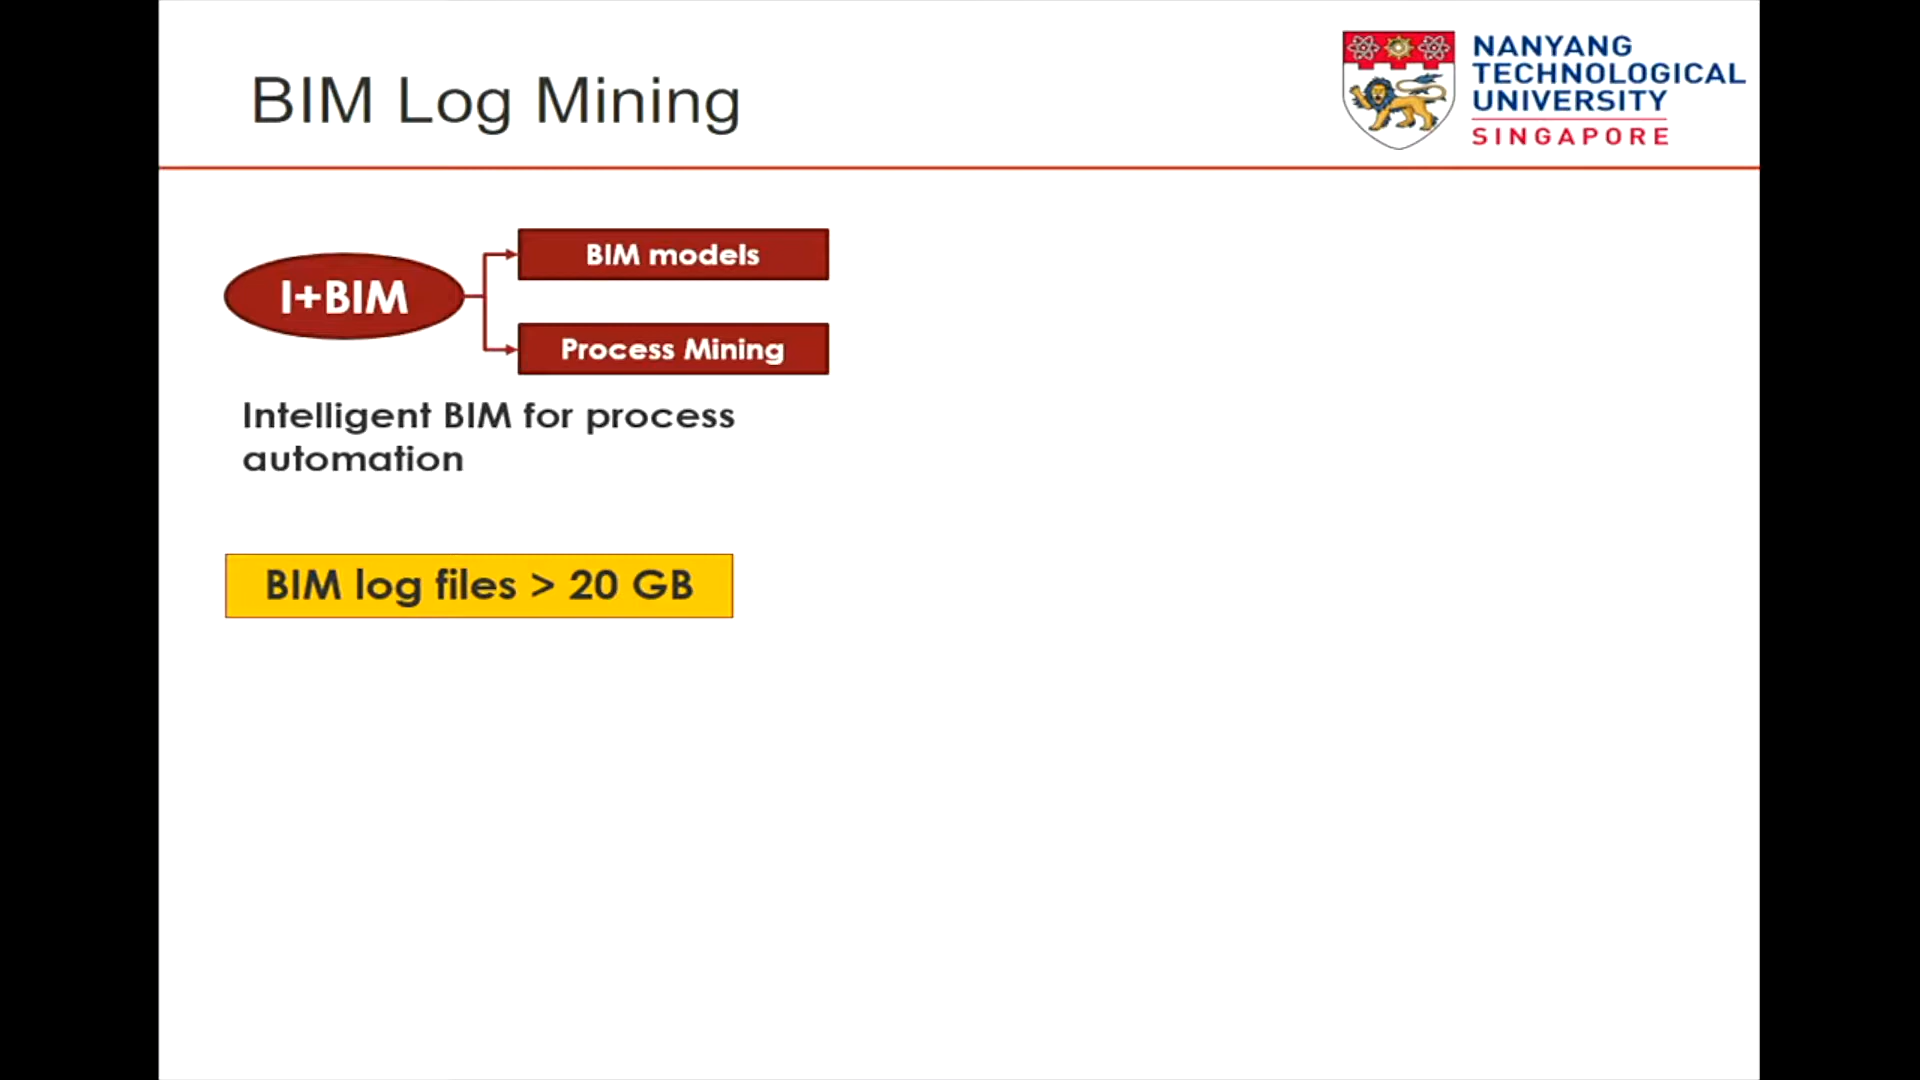 BIM Log Mining
NANYANG
TECHNOLOGICAL
UNIVERSITY
SINGAPORE
I+BIM
BIM models
Process Mining
Intelligent BIM for process
automation
BIM log files > 20 GB